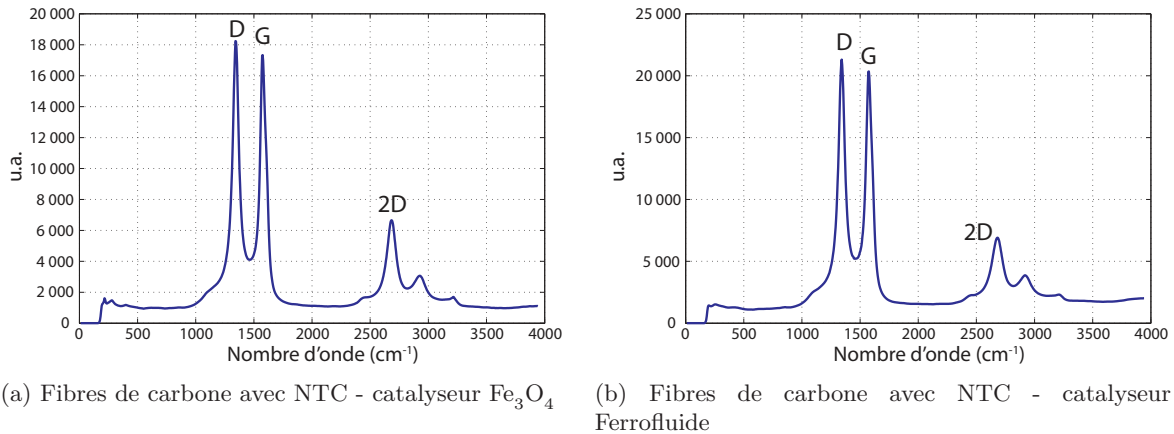 20 000
18 000
16 000
14 000
12 000
10 000
8 000
6 000
4 000
2 000
0
u.a.
D
G
2D
0 500 1000 1500 2000 2500 3000 3500 4000
Nombre d'onde (cm⁻¹)
(a) Fibres de carbone avec NTC - catalyseur Fe₃O₄
25 000
20 000
15 000
10 000
5 000
0
u.a.
D
G
2D
0 500 1000 1500 2000 2500 3000 3500 4000
Nombre d'onde (cm⁻¹)
(b) Fibres de carbone avec NTC - catalyseur
Ferrofluide